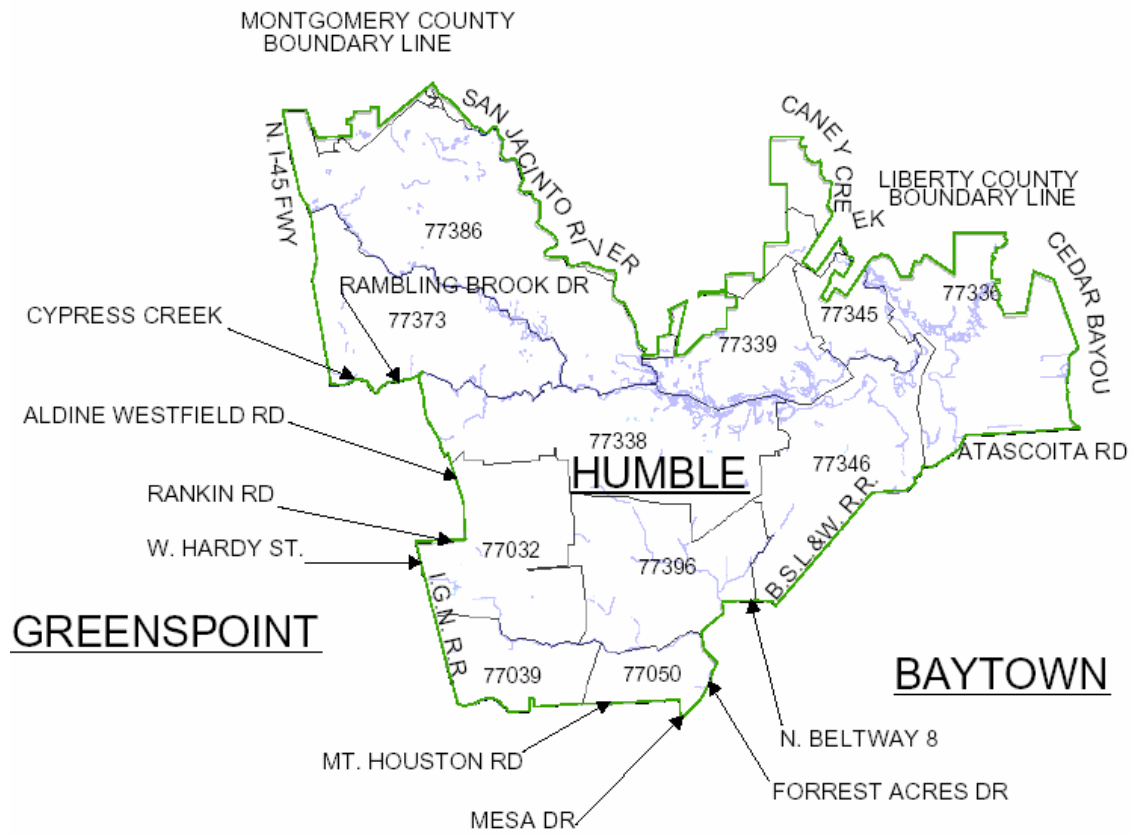 MONTGOMERY COUNTY
BOUNDARY LINE
SAN JACINTO RIVER
CANEY CREEK
N. I-45 FWY
LIBERTY COUNTY
BOUNDARY LINE
CEDAR BAYOU
77386
RAMBLING BROOK DR
77336
CYPRESS CREEK
77373
77345
77339
ALDINE WESTFIELD RD
77338
77346
ATASCOITA RD
HUMBLE
RANKIN RD
B.S.L.&W. R.R.
W. HARDY ST.
77032
77396
I.G.N. R.R
GREENSPOINT
77039
77050
BAYTOWN
N. BELTWAY 8
MT. HOUSTON RD
FORREST ACRES DR
MESA DR